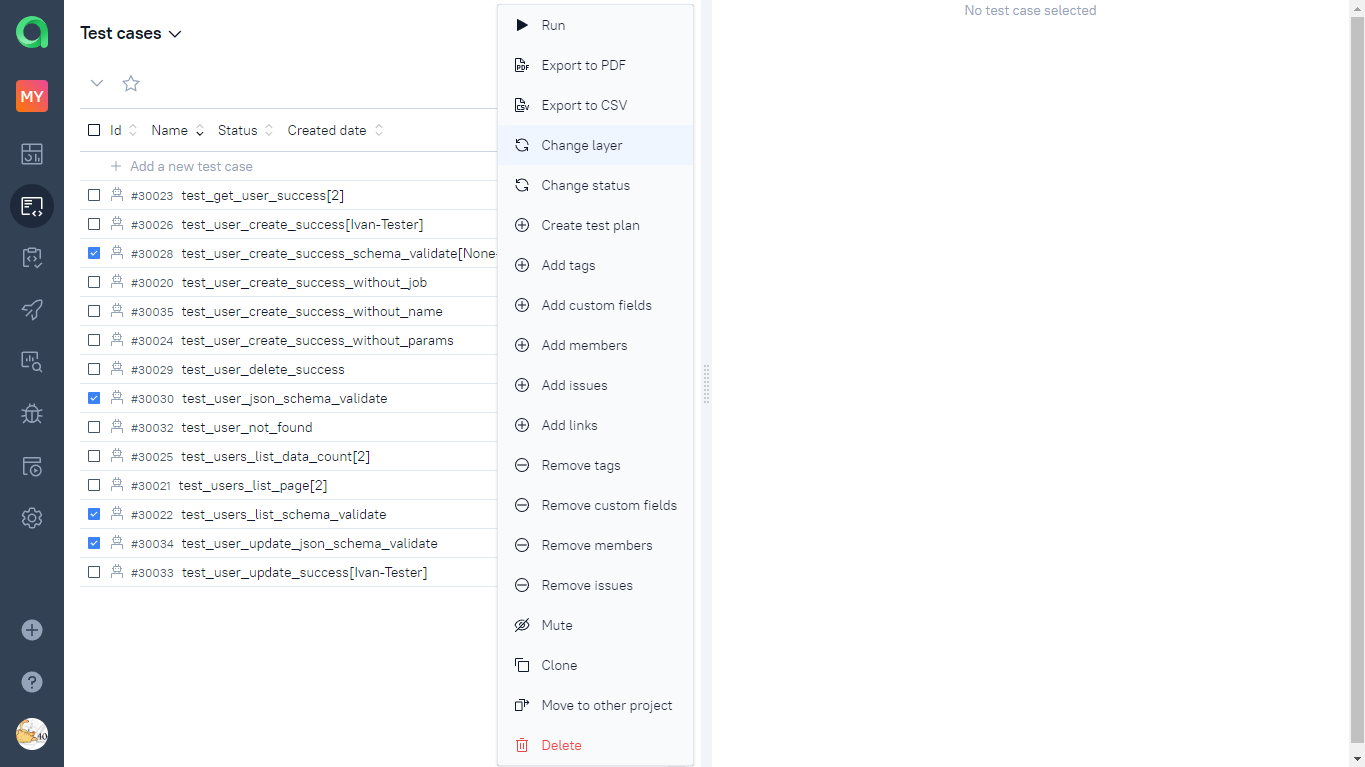 MY
Test cases
Id Name Status Created date
Add a new test case
#30023 test_get_user_success[2]
#30026 test_user_create_success[Ivan-Tester]
#30028 test_user_create_success_schema_validate[None-
#30020 test_user_create_success_without_job
#30035 test_user_create_success_without_name
#30024 test_user_create_success_without_params
#30029 test_user_delete_success
#30030 test_user_json_schema_validate
#30032 test_user_not_found
#30025 test_users_list_data_count[2]
#30021 test_users_list_page[2]
#30022 test_users_list_schema_validate
#30034 test_user_update_json_schema_validate
#30033 test_user_update_success[Ivan-Tester]
Run
PDF Export to PDF
CSV Export to CSV
Change layer
Change status
Create test plan
Add tags
Add custom fields
Add members
Add issues
Add links
Remove tags
Remove custom fields
Remove members
Remove issues
Mute
Clone
Move to other project
Delete
No test case selected